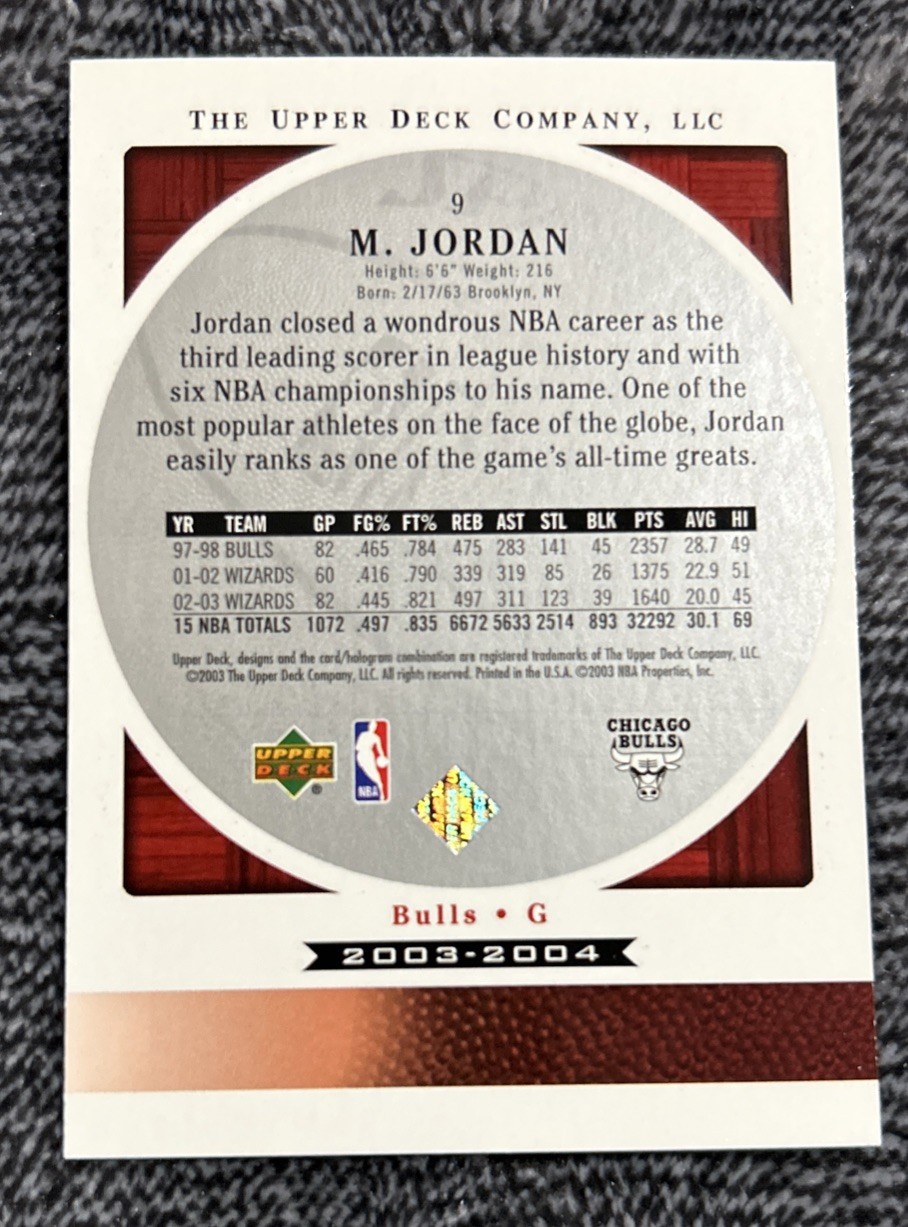 THE UPPER DECK COMPANY, LLC
9
M. JORDAN
Height: 6'6" Weight: 216
Born: 2/17/63 Brooklyn, NY
Jordan closed a wondrous NBA career as the
third leading scorer in league history and with
six NBA championships to his name. One of the
most popular athletes on the face of the globe, Jordan
easily ranks as one of the game's all-time greats.
YR TEAM GP FG% FT% REB AST STL BLK PTS AVG HI
97-98 BULLS 82 .465 .784 475 283 141 45 2357 28.7 49
01-02 WIZARDS 60 .416 .790 339 319 85 26 1375 22.9 51
02-03 WIZARDS 82 .445 .821 497 311 123 39 1640 20.0 45
15 NBA TOTALS 1072 .497 .835 6672 5633 2514 893 32292 30.1 69
Upper Deck, designs and the card/hologram combination are registered trademarks of The Upper Deck Company, LLC.
©2003 The Upper Deck Company, LLC. All rights reserved. Printed in the U.S.A. ©2003 NBA Properties, Inc.
UPPER
DECK
®
NBA
CHICAGO
BULLS
Bulls • G
2003-2004